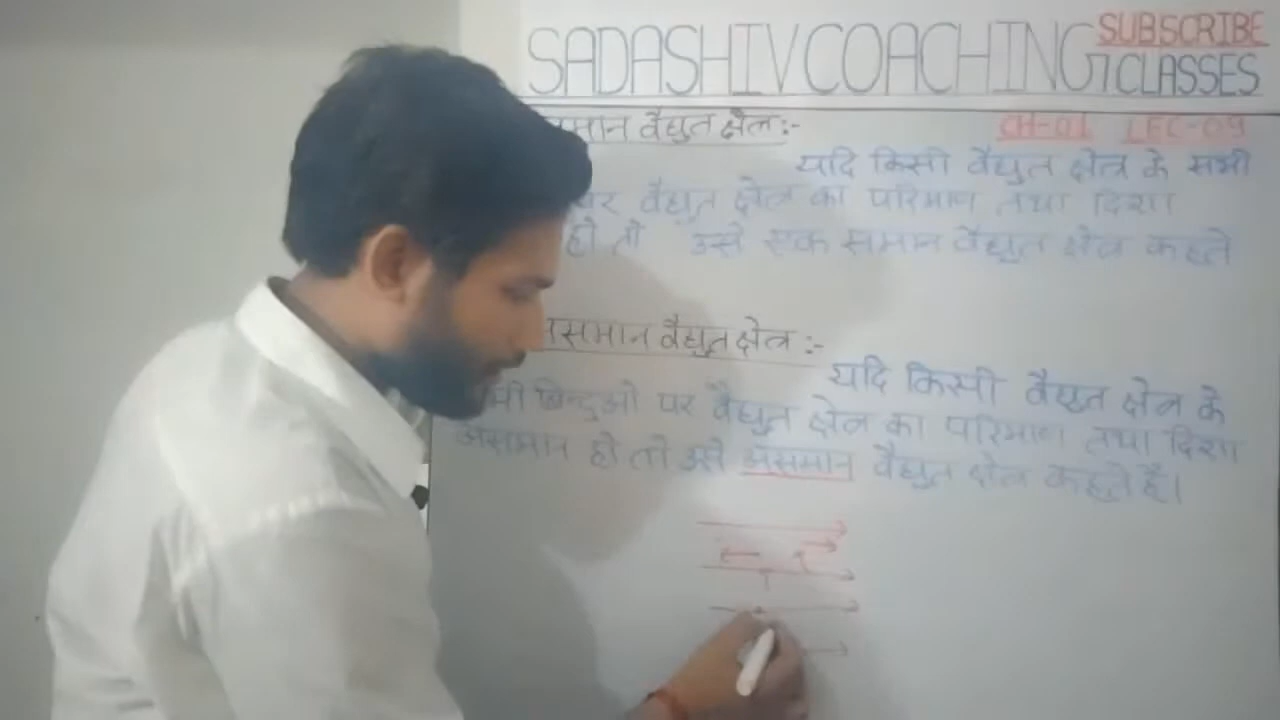 SADASHIV COACHING CLASSES
SUBSCRIBE
मान वैद्युत क्षेत्र :-
CH-01 LEC-09
यदि किसी वैद्युत क्षेत्र के सभी
पर वैद्युत क्षेत्र का परिमाण तथा दिशा
हो तो उसे एक समान वैद्युत क्षेत्र कहते
असमान वैद्युत क्षेत्र :-
यदि किसी वैद्युत क्षेत्र के
बिन्दुओ पर वैद्युत क्षेत्र का परिमाण तथा दिशा
असमान हो तो उसे असमान वैद्युत क्षेत्र कहते है।